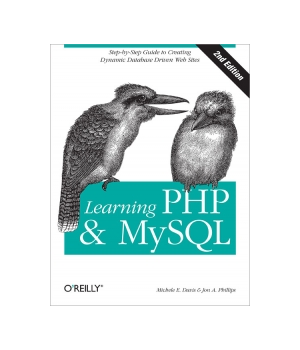 Step-by-Step Guide to Creating
Dynamic Database Driven Web Sites
2nd Edition
Learning PHP
& MySQL
O'REILLY®
Michele E. Davis & Jon A. Phillips